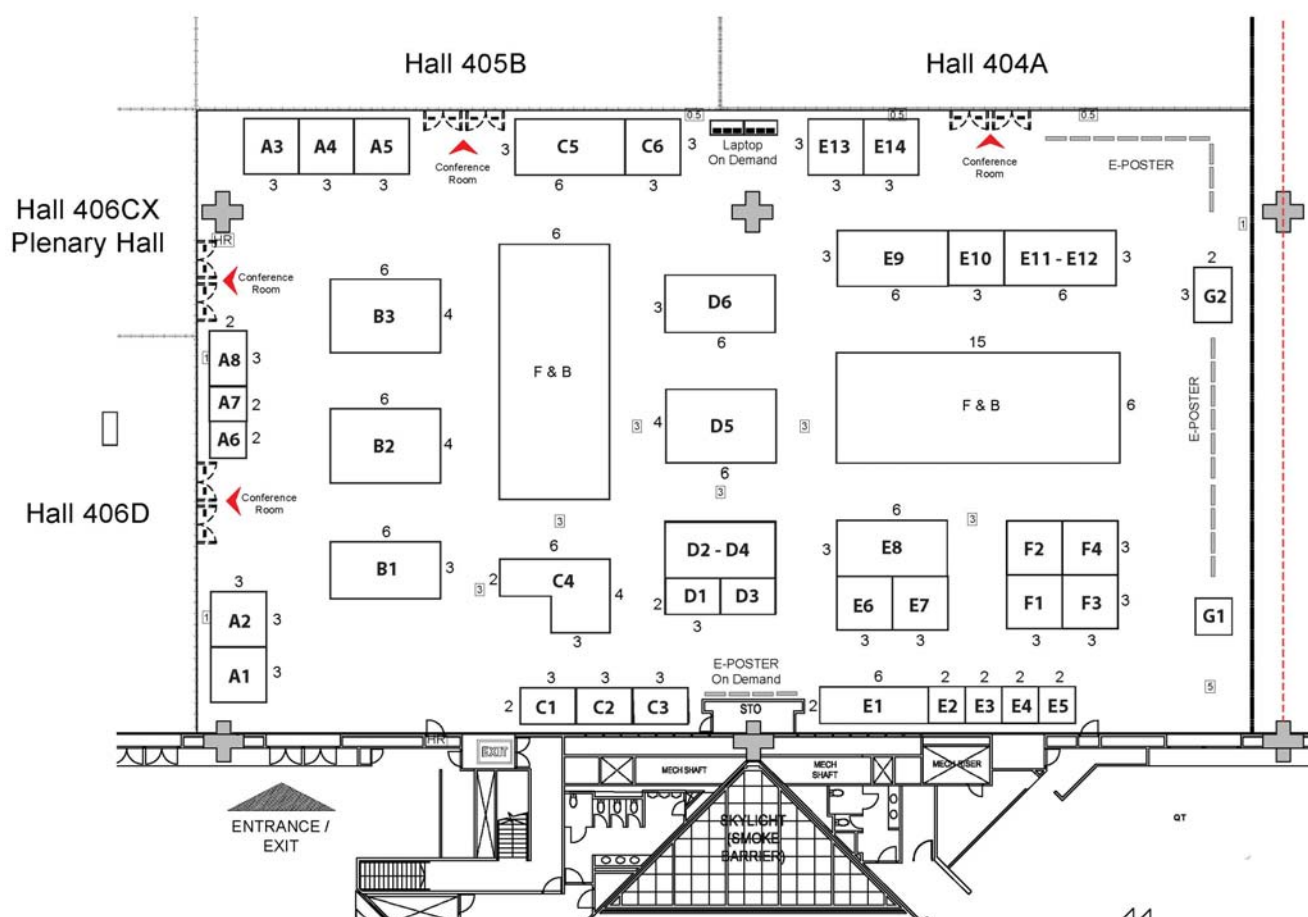 Hall 405B
Hall 404A
0.5
0.5
0.5
A3
A4
A5
3
3
3
Conference
Room
3
C5
C6
3
6
3
Laptop
On Demand
3
E13
E14
3
3
Conference
Room
E-POSTER
Hall 406CX
Plenary Hall
HR
Conference
Room
1
6
6
B3
4
3
D6
6
3
E9
E10
E11 - E12
3
6
3
6
2
3
G2
2
1
A8
3
A7
2
A6
2
F & B
15
F & B
6
E-POSTER
6
B2
4
3
4
D5
6
3
3
Hall 406D
Conference
Room
3
6
B1
3
3
6
2
C4
4
3
D2 - D4
2
D1
D3
3
6
3
E8
E6
E7
3
3
3
F2
F4
3
F1
F3
3
3
3
G1
3
1
A2
3
A1
3
5
E-POSTER
On Demand
3
3
3
2
C1
C2
C3
STO
6
2
2
2
2
2
E1
E2
E3
E4
E5
HR
EXIT
MECH SHAFT
MECH
SHAFT
MECH RISER
ENTRANCE /
EXIT
SKYLIGHT
(SMOKE
BARRIER)
QT